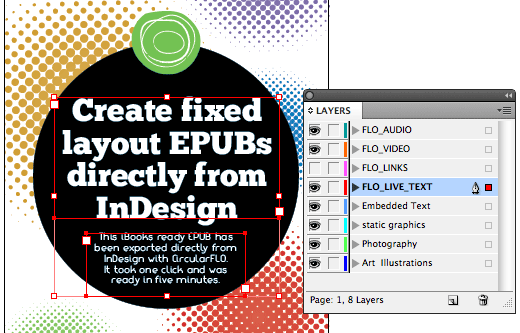 Create fixed
layout EPUBs
directly from
InDesign
This iBooks ready EPUB has
been exported directly from
InDesign with CircularFLO.
It took one click and was
ready in five minutes.
LAYERS
FLO_AUDIO
FLO_VIDEO
FLO_LINKS
FLO_LIVE_TEXT
Embedded Text
static graphics
Photography
Art Illustrations
Page: 1, 8 Layers